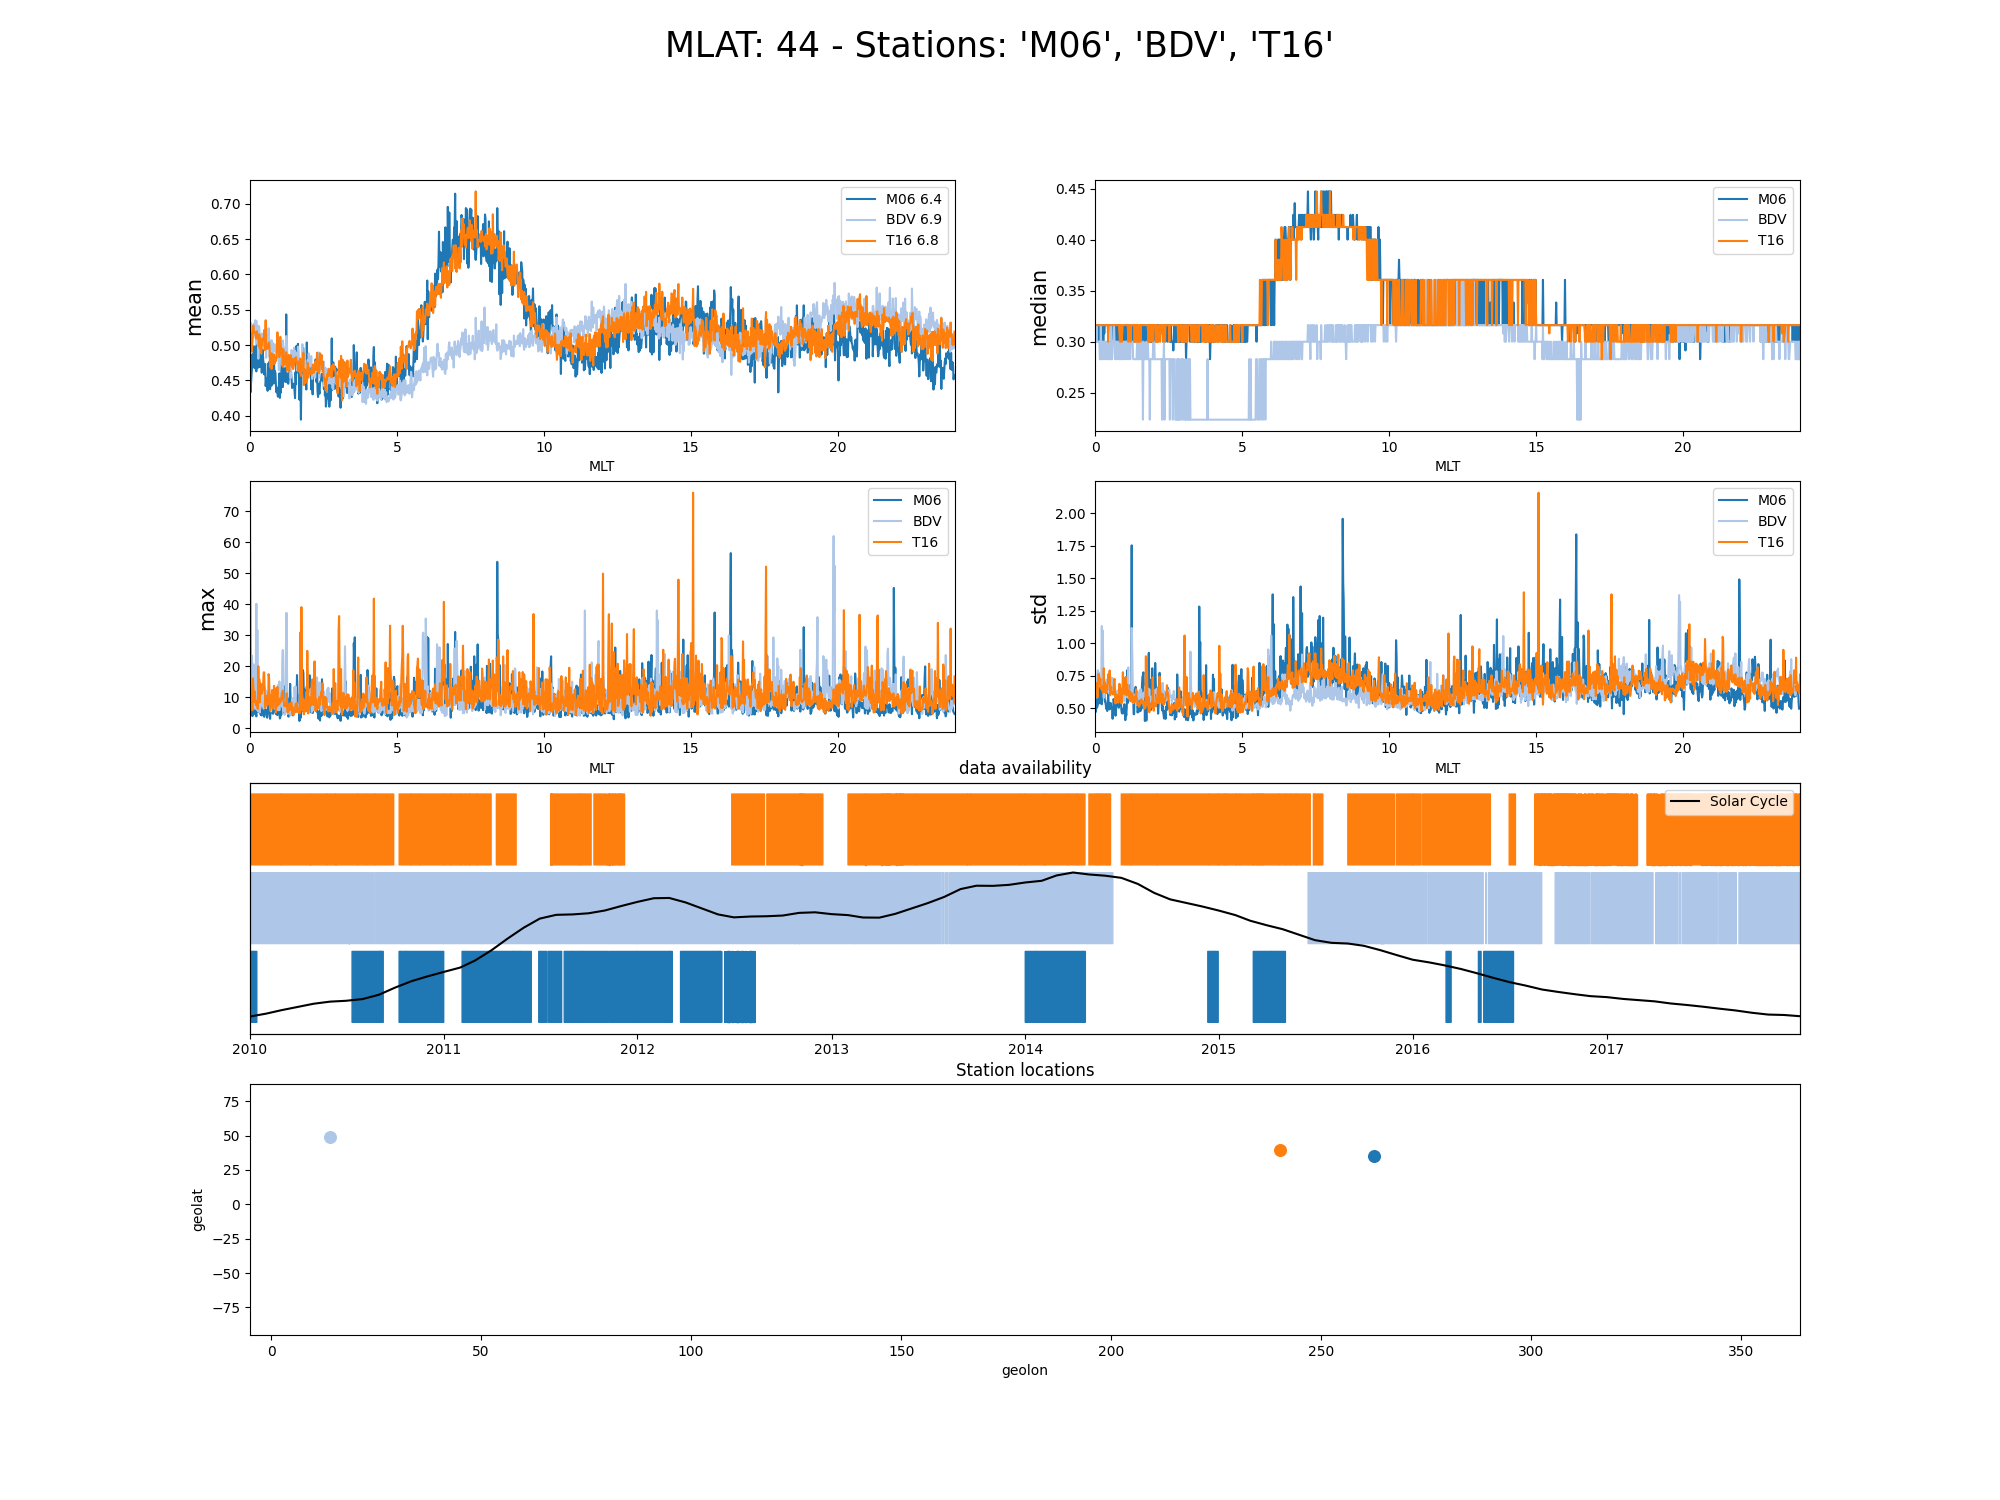 MLAT: 44 - Stations: 'M06', 'BDV', 'T16'
mean
0.70
0.65
0.60
0.55
0.50
0.45
0.40
M06 6.4
BDV 6.9
T16 6.8
0 5 10 15 20
MLT
median
0.45
0.40
0.35
0.30
0.25
M06
BDV
T16
0 5 10 15 20
MLT
max
70
60
50
40
30
20
10
0
M06
BDV
T16
0 5 10 15 20
MLT
std
2.00
1.75
1.50
1.25
1.00
0.75
0.50
M06
BDV
T16
0 5 10 15 20
MLT
data availability
Solar Cycle
2010 2011 2012 2013 2014 2015 2016 2017
Station locations
geolat
75
50
25
0
−25
−50
−75
0 50 100 150 200 250 300 350
geolon